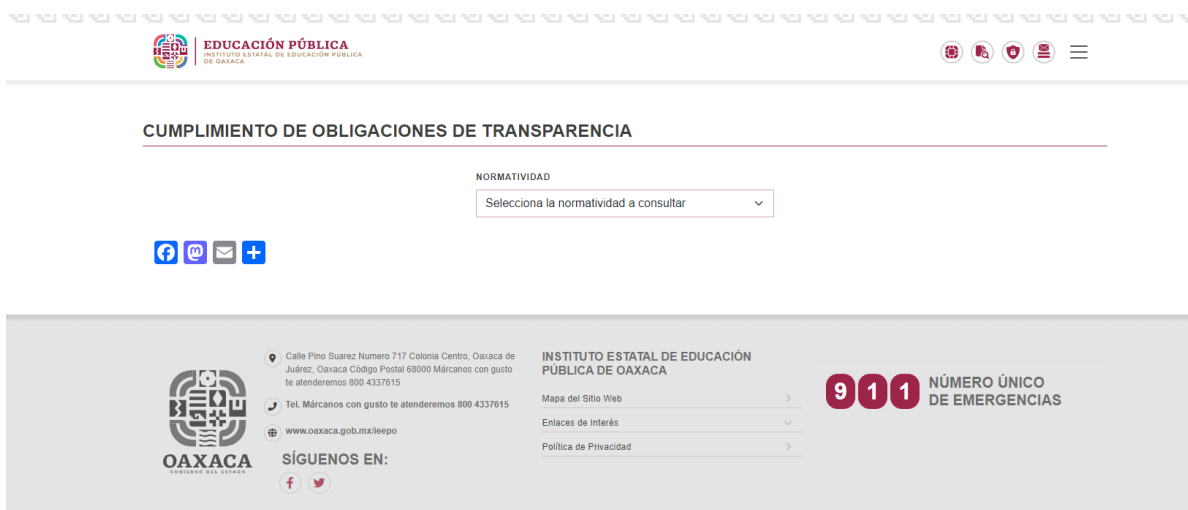 EDUCACIÓN PÚBLICA
INSTITUTO ESTATAL DE EDUCACIÓN PÚBLICA
DE OAXACA
CUMPLIMIENTO DE OBLIGACIONES DE TRANSPARENCIA
NORMATIVIDAD
Selecciona la normatividad a consultar
Calle Pino Suarez Numero 717 Colonia Centro, Oaxaca de
Juárez, Oaxaca Código Postal 68000 Márcanos con gusto
te atenderemos 800 4337615
Tel. Márcanos con gusto te atenderemos 800 4337615
www.oaxaca.gob.mx/ieepo
SÍGUENOS EN:
OAXACA
GOBIERNO DEL ESTADO
INSTITUTO ESTATAL DE EDUCACIÓN
PÚBLICA DE OAXACA
Mapa del Sitio Web
Enlaces de Interés
Política de Privacidad
911
NÚMERO ÚNICO
DE EMERGENCIAS